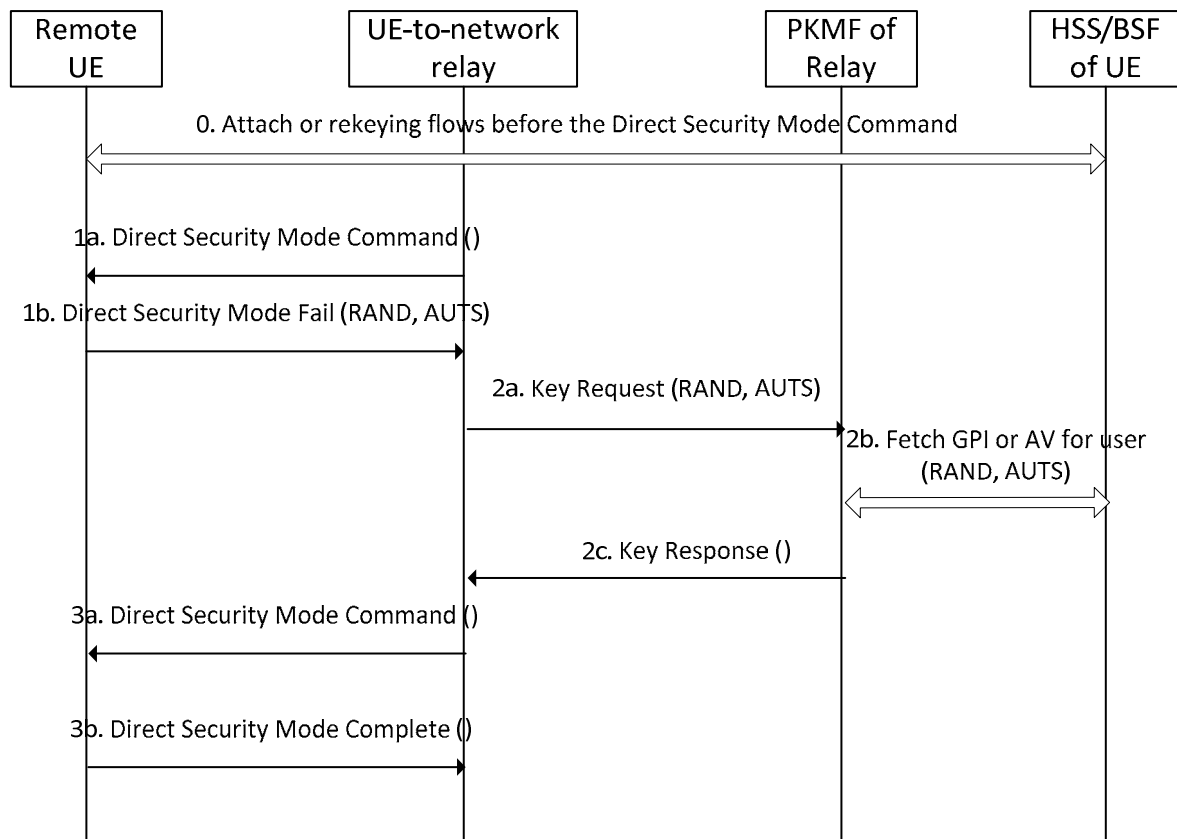 Remote
UE
UE-to-network
relay
PKMF of
Relay
HSS/BSF
of UE
0. Attach or rekeying flows before the Direct Security Mode Command
1a. Direct Security Mode Command ()
1b. Direct Security Mode Fail (RAND, AUTS)
2a. Key Request (RAND, AUTS)
2b. Fetch GPI or AV for user
(RAND, AUTS)
2c. Key Response ()
3a. Direct Security Mode Command ()
3b. Direct Security Mode Complete ()